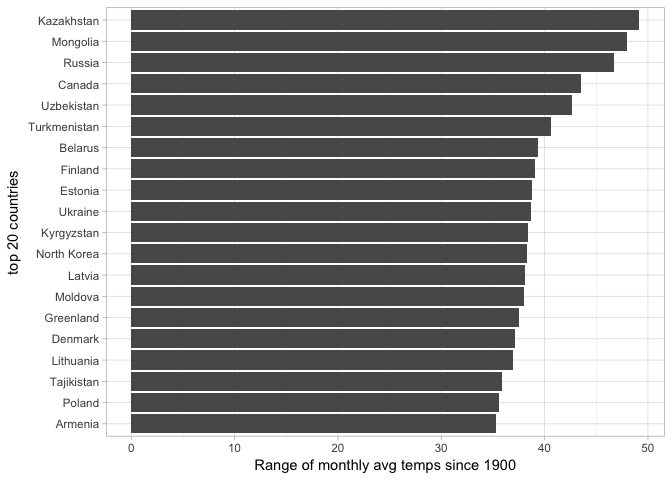 Kazakhstan
Mongolia
Russia
Canada
Uzbekistan
Turkmenistan
Belarus
Finland
Estonia
Ukraine
Kyrgyzstan
North Korea
Latvia
Moldova
Greenland
Denmark
Lithuania
Tajikistan
Poland
Armenia
top 20 countries
0 10 20 30 40 50
Range of monthly avg temps since 1900